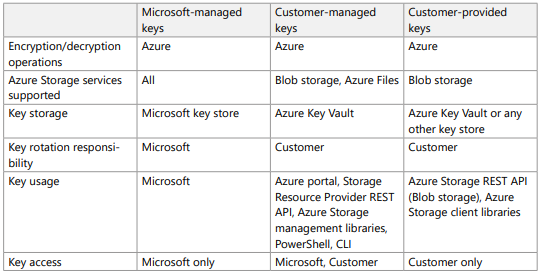 Microsoft-managed keys
Customer-managed keys
Customer-provided keys
Encryption/decryption operations
Azure
Azure
Azure
Azure Storage services supported
All
Blob storage, Azure Files
Blob storage
Key storage
Microsoft key store
Azure Key Vault
Azure Key Vault or any other key store
Key rotation responsi-
bility
Microsoft
Customer
Customer
Key usage
Microsoft
Azure portal, Storage
Resource Provider REST
API, Azure Storage
management libraries,
PowerShell, CLI
Azure Storage REST API
(Blob storage), Azure
Storage client libraries
Key access
Microsoft only
Microsoft, Customer
Customer only